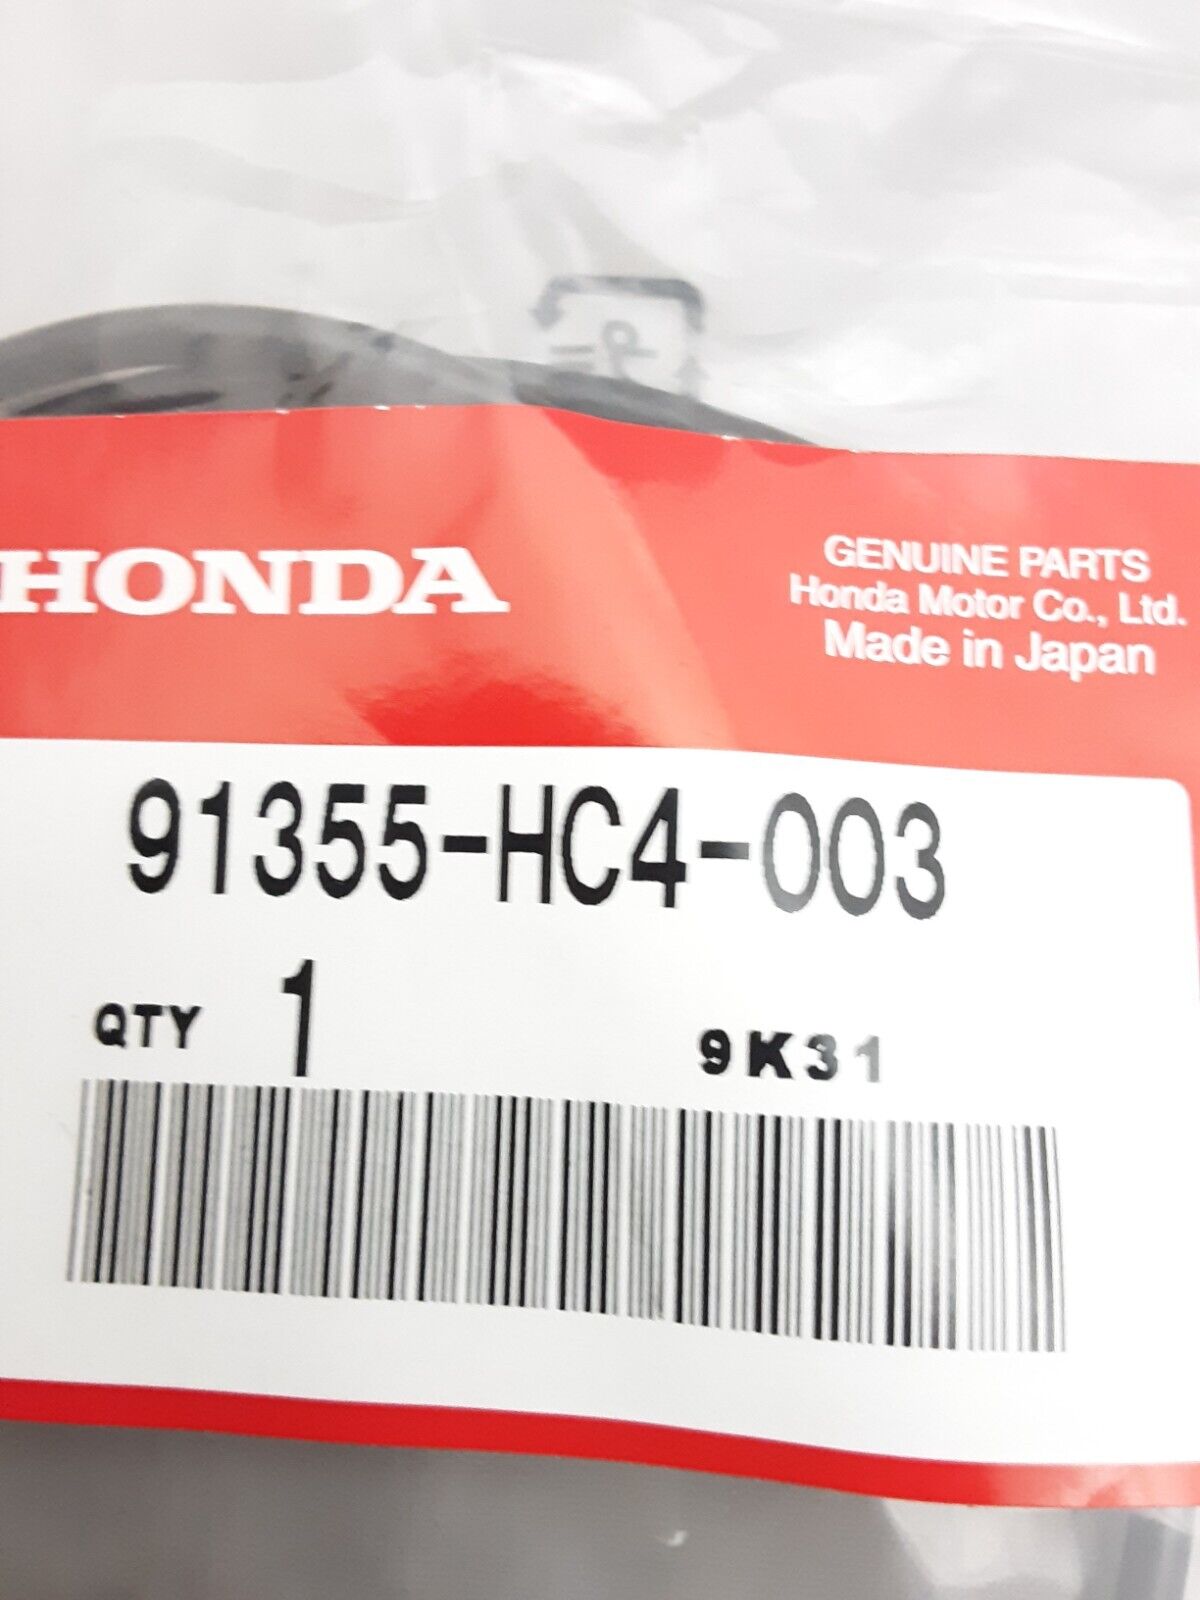 HONDA
GENUINE PARTS
Honda Motor Co., Ltd.
Made in Japan
91355-HC4-003
QTY 1 9K31